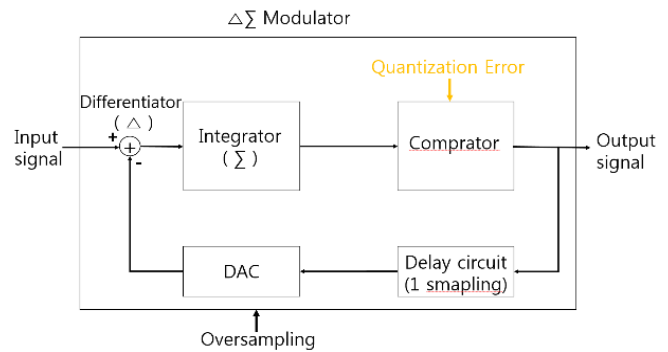 △∑ Modulator
Quantization Error
Differentiator
( △ )
Input
signal
+
+
-
Integrator
( ∑ )
Comprator
Output
signal
DAC
Delay circuit
(1 smapling)
Oversampling